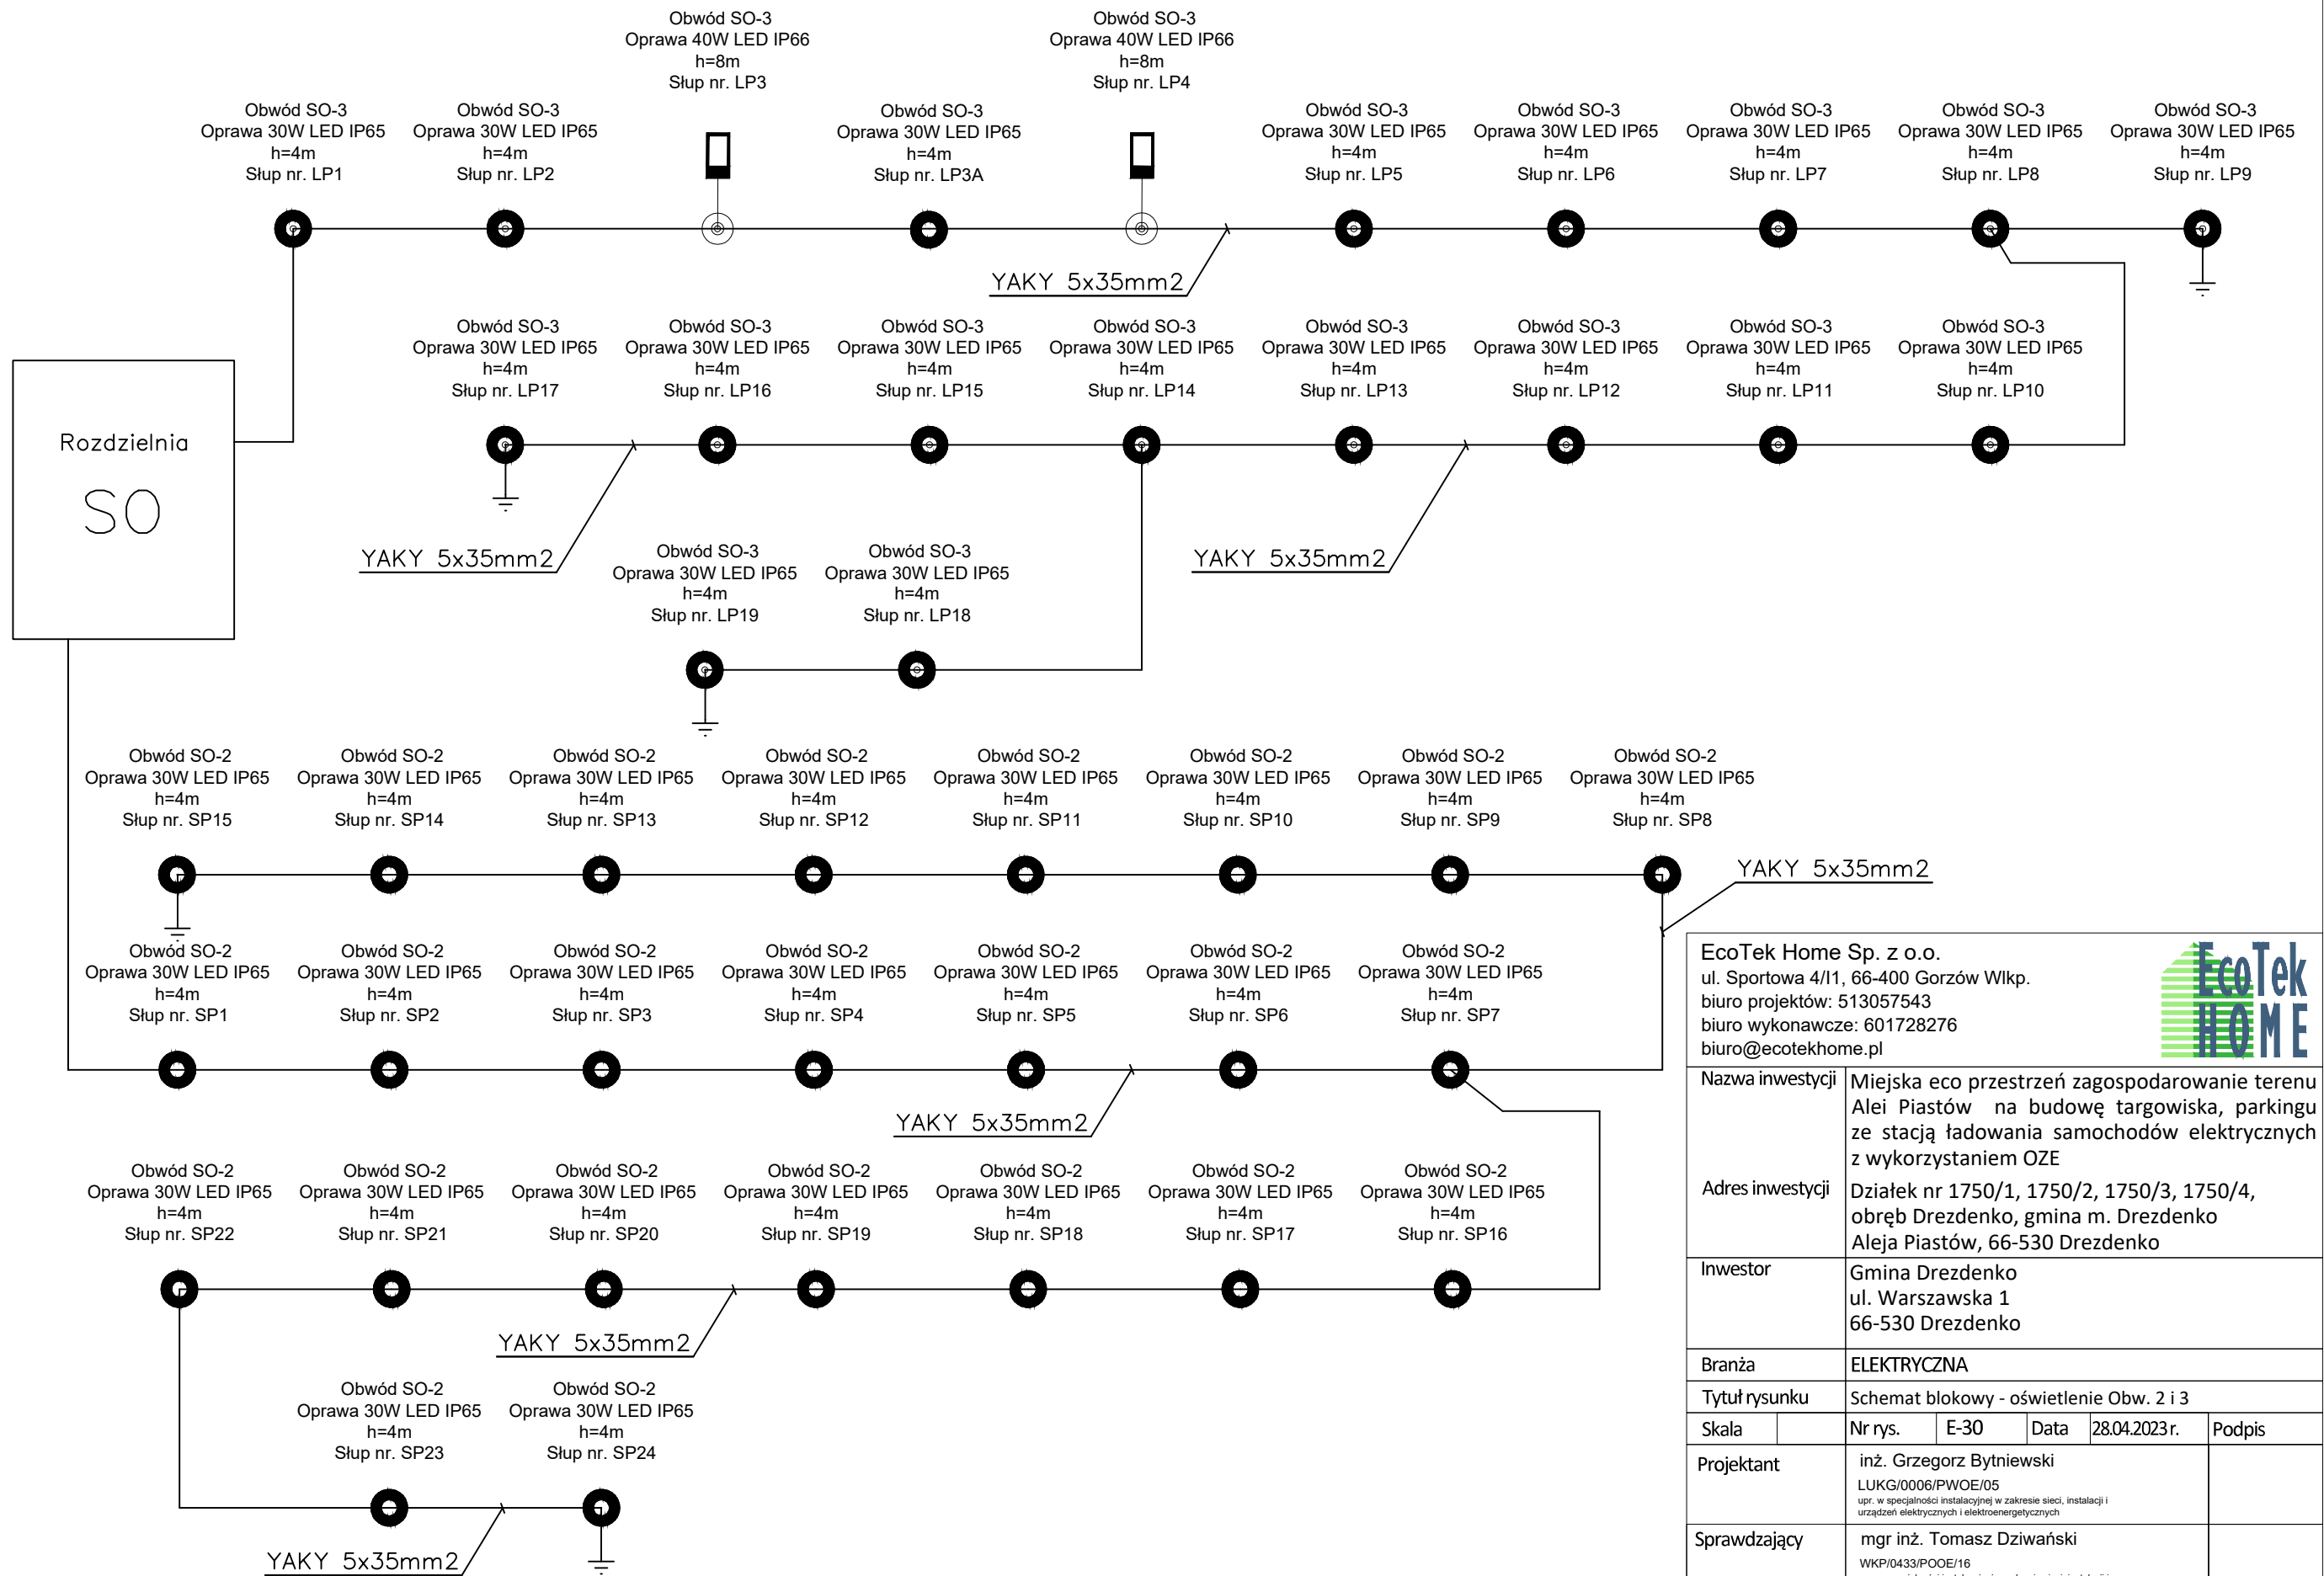 Obwód SO-3
Oprawa 40W LED IP66
h=8m
Słup nr. LP3
Obwód SO-3
Oprawa 40W LED IP66
h=8m
Słup nr. LP4
Obwód SO-3
Oprawa 30W LED IP65
h=4m
Słup nr. LP1
Obwód SO-3
Oprawa 30W LED IP65
h=4m
Słup nr. LP2
Obwód SO-3
Oprawa 30W LED IP65
h=4m
Słup nr. LP3A
Obwód SO-3
Oprawa 30W LED IP65
h=4m
Słup nr. LP5
Obwód SO-3
Oprawa 30W LED IP65
h=4m
Słup nr. LP6
Obwód SO-3
Oprawa 30W LED IP65
h=4m
Słup nr. LP7
Obwód SO-3
Oprawa 30W LED IP65
h=4m
Słup nr. LP8
Obwód SO-3
Oprawa 30W LED IP65
h=4m
Słup nr. LP9
YAKY 5x35mm2
Obwód SO-3
Oprawa 30W LED IP65
h=4m
Słup nr. LP17
Obwód SO-3
Oprawa 30W LED IP65
h=4m
Słup nr. LP16
Obwód SO-3
Oprawa 30W LED IP65
h=4m
Słup nr. LP15
Obwód SO-3
Oprawa 30W LED IP65
h=4m
Słup nr. LP14
Obwód SO-3
Oprawa 30W LED IP65
h=4m
Słup nr. LP13
Obwód SO-3
Oprawa 30W LED IP65
h=4m
Słup nr. LP12
Obwód SO-3
Oprawa 30W LED IP65
h=4m
Słup nr. LP11
Obwód SO-3
Oprawa 30W LED IP65
h=4m
Słup nr. LP10
Rozdzielnia
SO
YAKY 5x35mm2
YAKY 5x35mm2
Obwód SO-3
Oprawa 30W LED IP65
h=4m
Słup nr. LP19
Obwód SO-3
Oprawa 30W LED IP65
h=4m
Słup nr. LP18
Obwód SO-2
Oprawa 30W LED IP65
h=4m
Słup nr. SP15
Obwód SO-2
Oprawa 30W LED IP65
h=4m
Słup nr. SP14
Obwód SO-2
Oprawa 30W LED IP65
h=4m
Słup nr. SP13
Obwód SO-2
Oprawa 30W LED IP65
h=4m
Słup nr. SP12
Obwód SO-2
Oprawa 30W LED IP65
h=4m
Słup nr. SP11
Obwód SO-2
Oprawa 30W LED IP65
h=4m
Słup nr. SP10
Obwód SO-2
Oprawa 30W LED IP65
h=4m
Słup nr. SP9
Obwód SO-2
Oprawa 30W LED IP65
h=4m
Słup nr. SP8
YAKY 5x35mm2
Obwód SO-2
Oprawa 30W LED IP65
h=4m
Słup nr. SP1
Obwód SO-2
Oprawa 30W LED IP65
h=4m
Słup nr. SP2
Obwód SO-2
Oprawa 30W LED IP65
h=4m
Słup nr. SP3
Obwód SO-2
Oprawa 30W LED IP65
h=4m
Słup nr. SP4
Obwód SO-2
Oprawa 30W LED IP65
h=4m
Słup nr. SP5
Obwód SO-2
Oprawa 30W LED IP65
h=4m
Słup nr. SP6
Obwód SO-2
Oprawa 30W LED IP65
h=4m
Słup nr. SP7
YAKY 5x35mm2
Obwód SO-2
Oprawa 30W LED IP65
h=4m
Słup nr. SP22
Obwód SO-2
Oprawa 30W LED IP65
h=4m
Słup nr. SP21
Obwód SO-2
Oprawa 30W LED IP65
h=4m
Słup nr. SP20
Obwód SO-2
Oprawa 30W LED IP65
h=4m
Słup nr. SP19
Obwód SO-2
Oprawa 30W LED IP65
h=4m
Słup nr. SP18
Obwód SO-2
Oprawa 30W LED IP65
h=4m
Słup nr. SP17
Obwód SO-2
Oprawa 30W LED IP65
h=4m
Słup nr. SP16
YAKY 5x35mm2
Obwód SO-2
Oprawa 30W LED IP65
h=4m
Słup nr. SP23
Obwód SO-2
Oprawa 30W LED IP65
h=4m
Słup nr. SP24
YAKY 5x35mm2
EcoTek Home Sp. z o.o.
ul. Sportowa 4/I1, 66-400 Gorzów Wlkp.
biuro projektów: 513057543
biuro wykonawcze: 601728276
biuro@ecotekhome.pl
EcoTek
HOME
Nazwa inwestycji Miejska eco przestrzeń zagospodarowanie terenu
Alei Piastów na budowę targowiska, parkingu
ze stacją ładowania samochodów elektrycznych
z wykorzystaniem OZE
Adres inwestycji Działek nr 1750/1, 1750/2, 1750/3, 1750/4,
obręb Drezdenko, gmina m. Drezdenko
Aleja Piastów, 66-530 Drezdenko
Inwestor Gmina Drezdenko
ul. Warszawska 1
66-530 Drezdenko
Branża ELEKTRYCZNA
Tytuł rysunku Schemat blokowy - oświetlenie Obw. 2 i 3
Skala Nr rys. E-30 Data 28.04.2023 r. Podpis
Projektant inż. Grzegorz Bytniewski
LUKG/0006/PWOE/05
upr. w specjalności instalacyjnej w zakresie sieci, instalacji i
urządzeń elektrycznych i elektroenergetycznych
Sprawdzający mgr inż. Tomasz Dziwański
WKP/0433/POOE/16